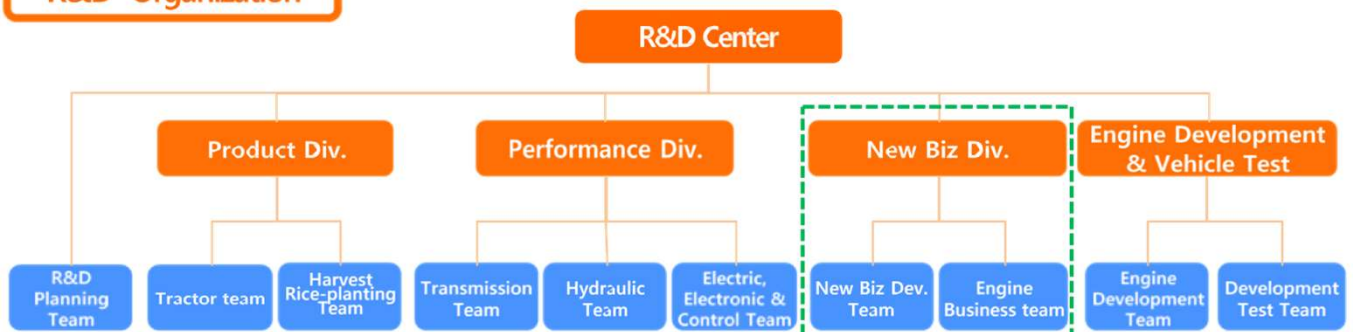 R&D Organization
R&D Center
Product Div.
Performance Div.
New Biz Div.
Engine Development
& Vehicle Test
R&D
Planning
Team
Tractor team
Harvest
Rice-planting
Team
Transmission
Team
Hydraulic
Team
Electric,
Electronic &
Control Team
New Biz Dev.
Team
Engine
Business team
Engine
Development
Team
Development
Test Team